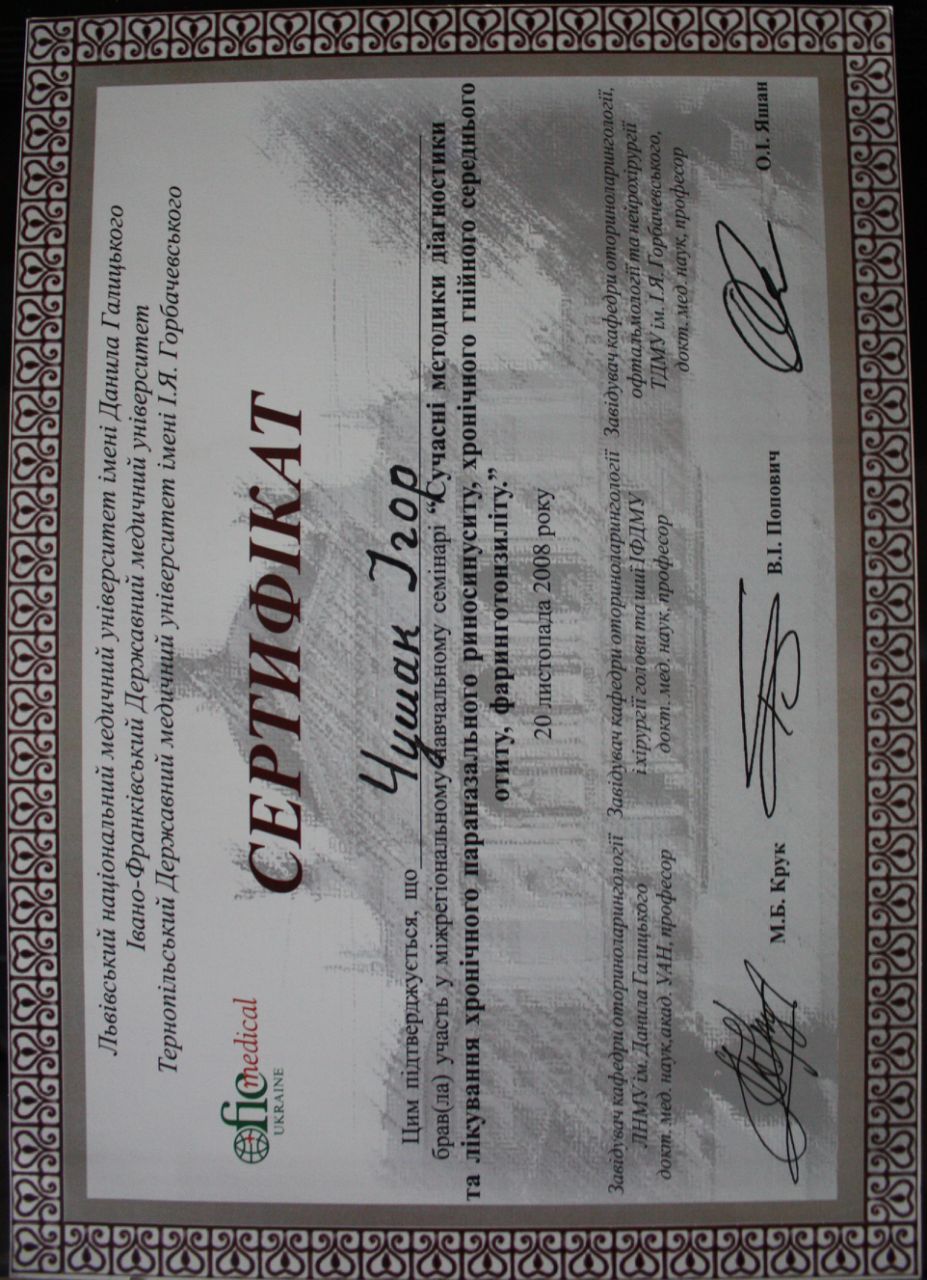 Львівський національний медичний університет імені Данила Галицького
Івано-Франківський Державний медичний університет
Тернопільський Державний медичний університет імені І.Я. Горбачевського
fic medical
UKRAINE
СЕРТИФІКАТ
Цим підтверджується, що Чушак Ігор
брав(ла) участь у міжрегіональному навчальному семінарі “Сучасні методики діагностики
та лікування хронічного параназального риносинуситу, хронічного гнійного середнього
отиту, фаринготонзиліту.”
20 листопада 2008 року
Завідувач кафедри оториноларингології
ЛНМУ ім. Данила Галицького
докт. мед. наук,акад. УАН, професор
М.Б. Крук
Завідувач кафедри оториноларингології
і хірургії голови та шиї ІФДМУ
докт. мед. наук, професор
В.І. Попович
Завідувач кафедри оториноларингології,
офтальмології та нейрохірургії
ТДМУ ім. І.Я. Горбачевського,
докт. мед. наук, професор
О.І. Яшан